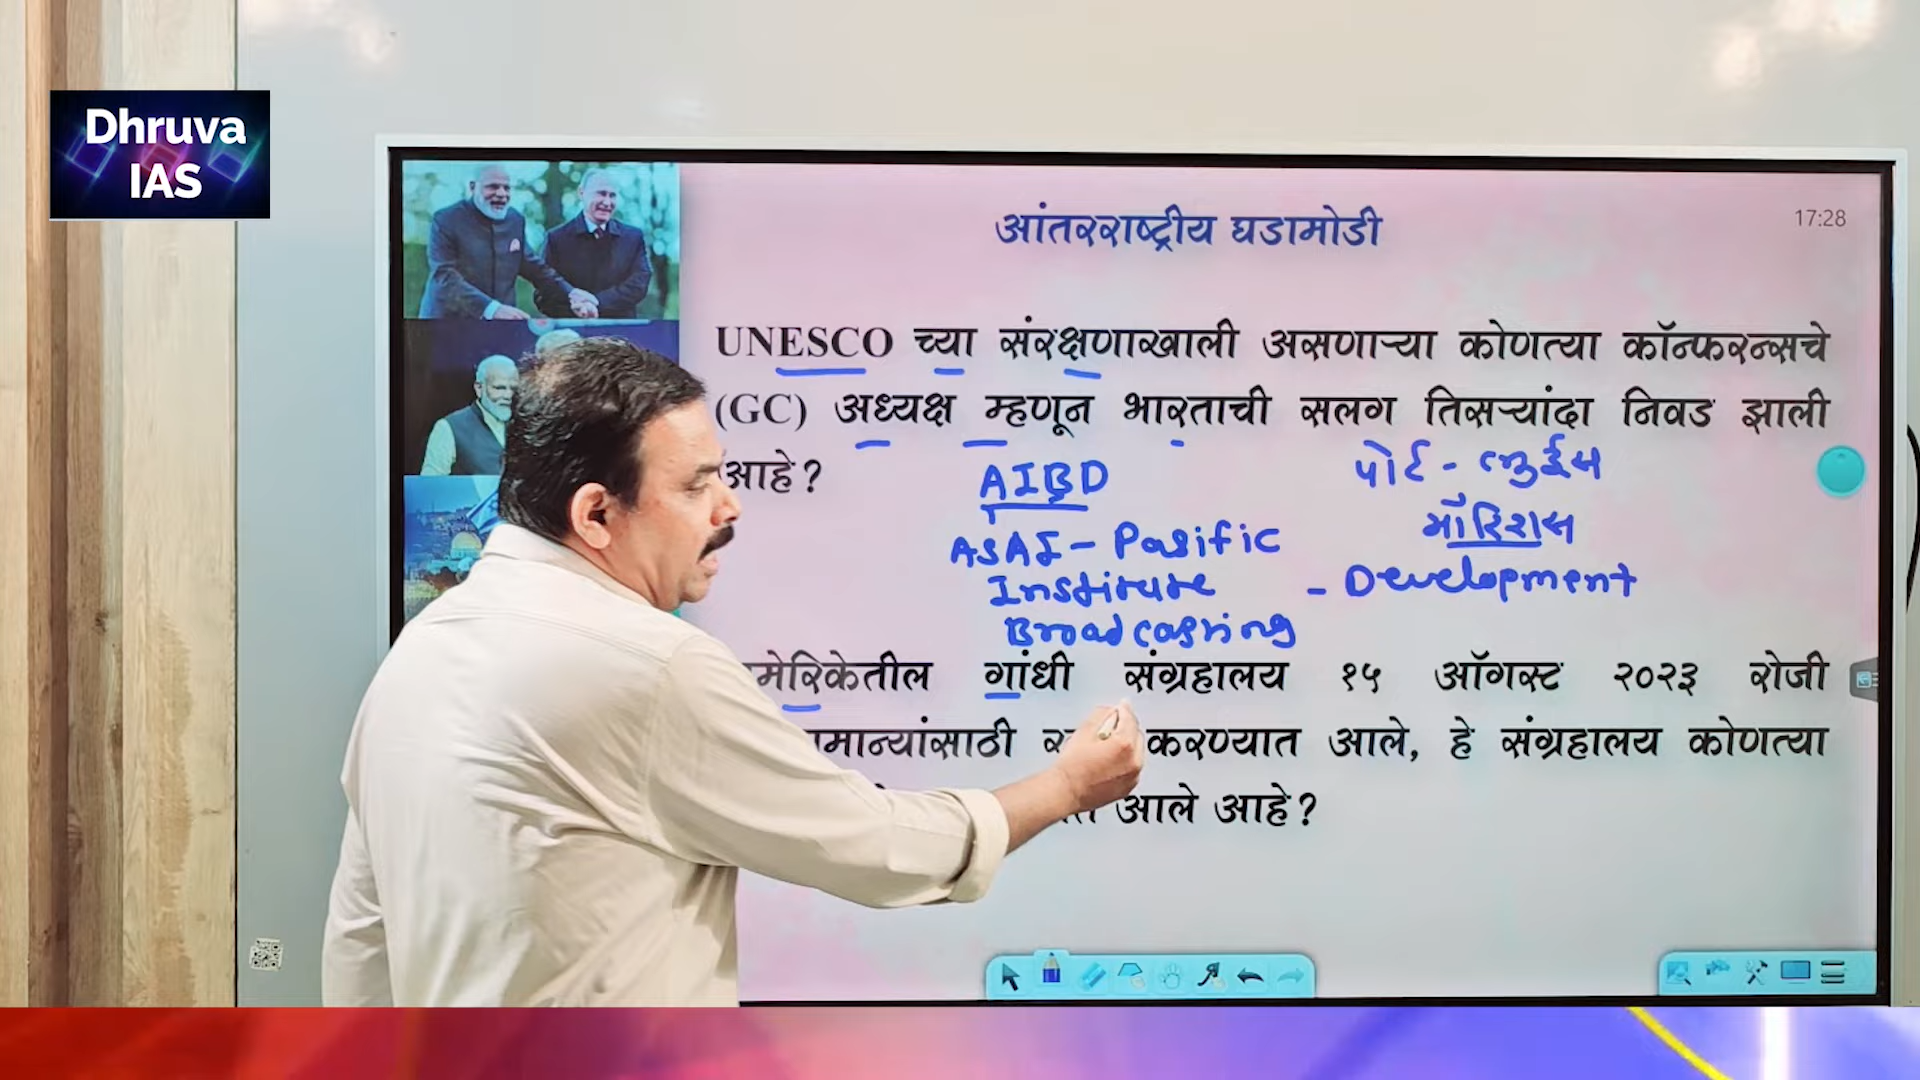 Dhruva
IAS
आंतरराष्ट्रीय घडामोडी
17:28
UNESCO च्या संरक्षणाखाली असणाऱ्या कोणत्या कॉन्फरन्सचे
(GC) अध्यक्ष म्हणून भारताची सलग तिसऱ्यांदा निवड झाली
आहे?
AIBD
पोर्ट - लुईस
मॉरिशस
ASAI - Pasific
Institute
- Development
Broadcasting
मेरिकेतील गांधी संग्रहालय १५ ऑगस्ट २०२३ रोजी
मान्यांसाठी करण्यात आले, हे संग्रहालय कोणत्या
आले आहे?